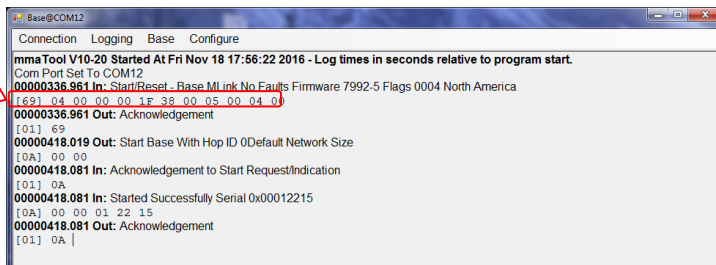 Base@COM12
Connection Logging Base Configure
mmaTool V10-20 Started At Fri Nov 18 17:56:22 2016 - Log times in seconds relative to program start.
Com Port Set To COM12
00000336.961 In: Start/Reset - Base MLink No Faults Firmware 7992-5 Flags 0004 North America
[69] 04 00 00 00 1F 38 00 05 00 04 00
00000336.961 Out: Acknowledgement
[01] 69
00000418.019 Out: Start Base With Hop ID 0Default Network Size
[0A] 00 00
00000418.081 In: Acknowledgement to Start Request/Indication
[01] 0A
00000418.081 In: Started Successfully Serial 0x00012215
[0A] 00 00 01 22 15
00000418.081 Out: Acknowledgement
[01] 0A